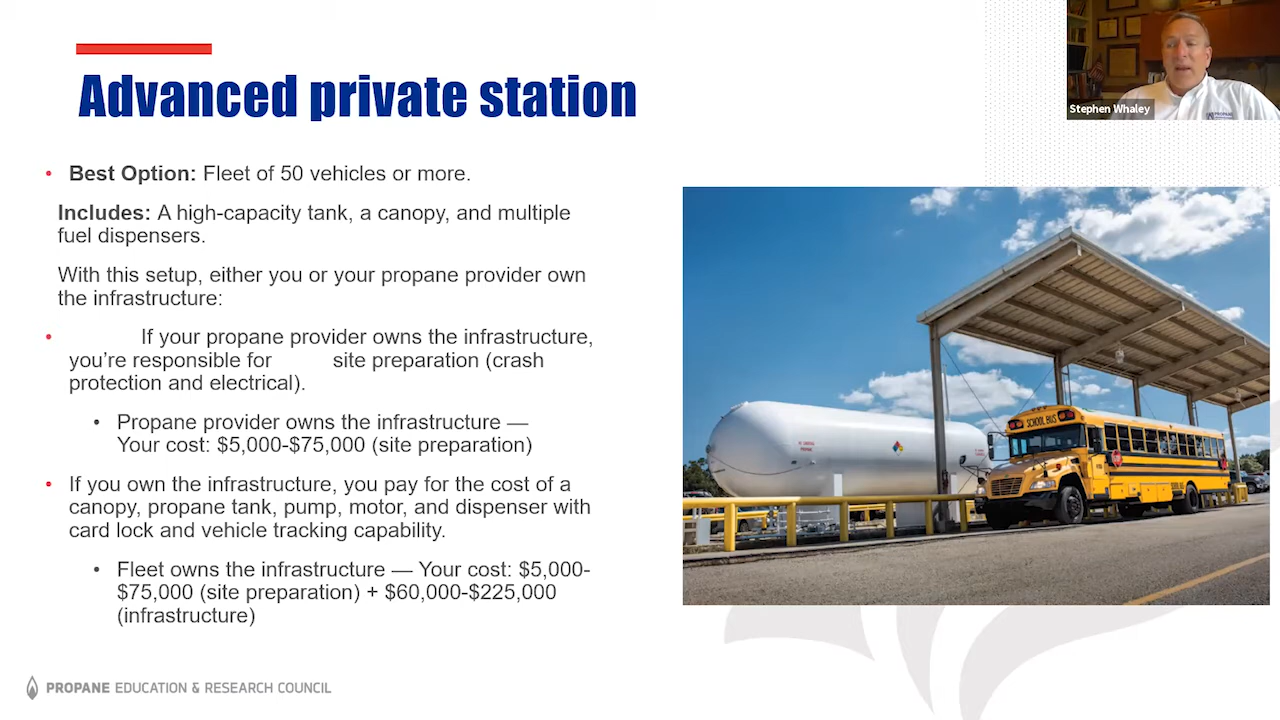 Advanced private station
Stephen Whaley
• Best Option: Fleet of 50 vehicles or more.
Includes: A high-capacity tank, a canopy, and multiple
fuel dispensers.
With this setup, either you or your propane provider own
the infrastructure:
• If your propane provider owns the infrastructure,
you’re responsible for site preparation (crash
protection and electrical).
• Propane provider owns the infrastructure —
Your cost: $5,000-$75,000 (site preparation)
• If you own the infrastructure, you pay for the cost of a
canopy, propane tank, pump, motor, and dispenser with
card lock and vehicle tracking capability.
• Fleet owns the infrastructure — Your cost: $5,000-
$75,000 (site preparation) + $60,000-$225,000
(infrastructure)
SCHOOL BUS
PROPANE EDUCATION & RESEARCH COUNCIL